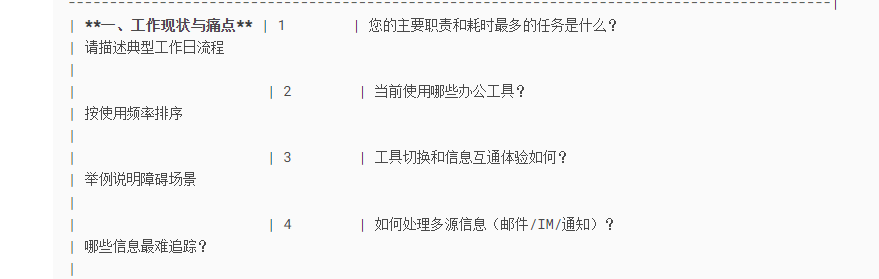 ----------------------------------------------------------------------------------------------|
| **一、工作现状与痛点** | 1 | 您的主要职责和耗时最多的任务是什么？
| 请描述典型工作日流程
|
| | 2 | 当前使用哪些办公工具？
| 按使用频率排序
|
| | 3 | 工具切换和信息互通体验如何？
| 举例说明障碍场景
|
| | 4 | 如何处理多源信息（邮件/IM/通知）？
| 哪些信息最难追踪？
|